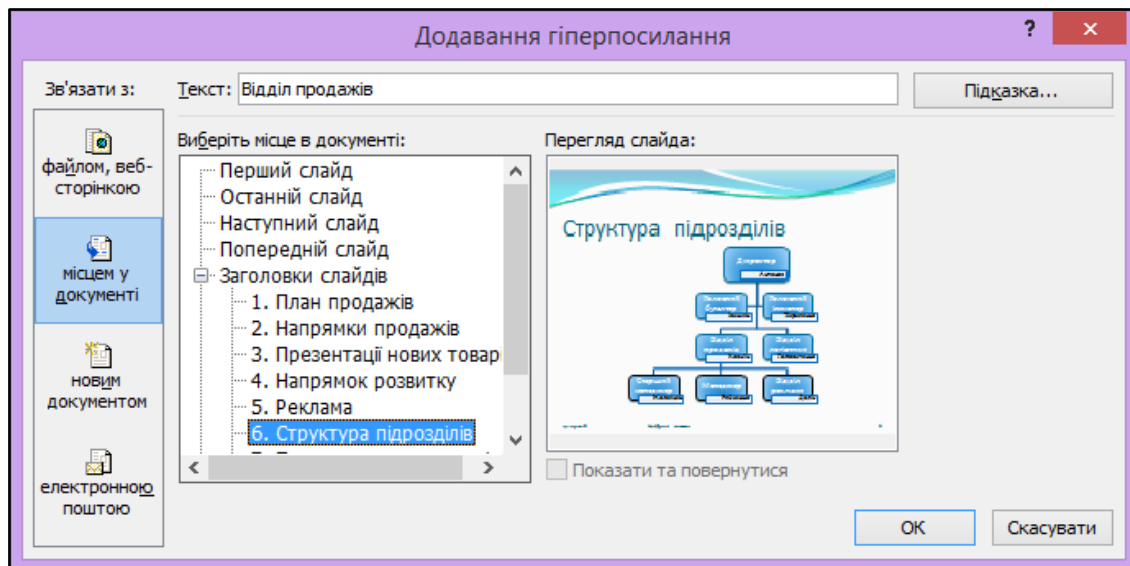 Додавання гіперпосилання
?
Зв'язати з:
Текст: Відділ продажів
Підказка...
файлом, веб-
сторінкою
місцем у
документі
новим
документом
електронною
поштою
Виберіть місце в документі:
Перший слайд
Останній слайд
Наступний слайд
Попередній слайд
Заголовки слайдів
1. План продажів
2. Напрямки продажів
3. Презентації нових товар
4. Напрямок розвитку
5. Реклама
6. Структура підрозділів
Перегляд слайда:
Структура підрозділів
Директор
Показати та повернутися
OK
Скасувати